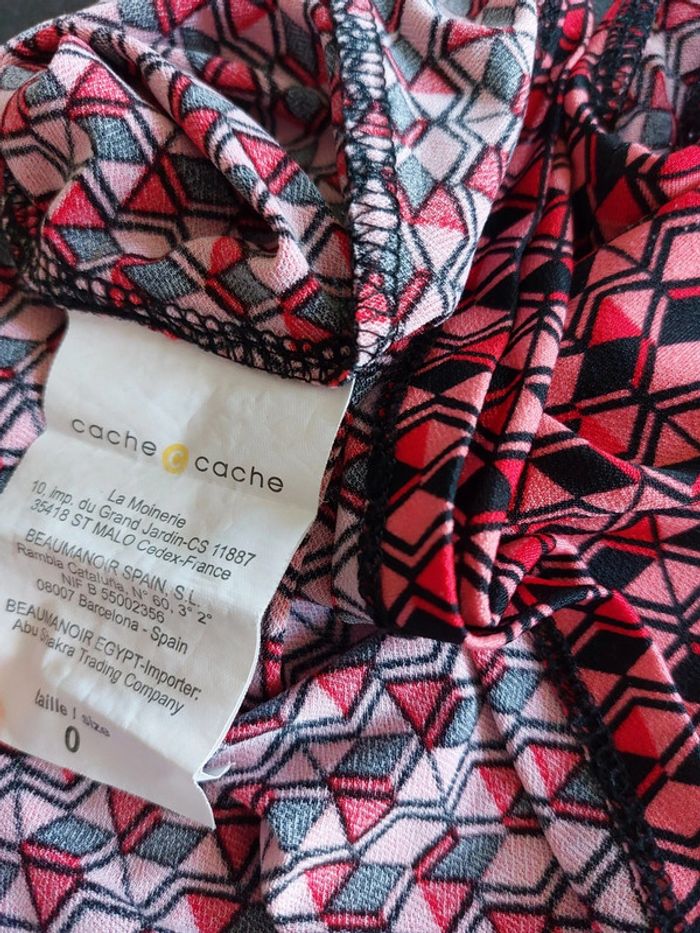 cache c cache
La Moinerie
10, imp. du Grand Jardin-CS 11887
35418 ST MALO Cedex-France
BEAUMANOIR SPAIN, S.L.
Rambla Cataluña, N° 60, 3° 2°
NIF B 55002356
08007 Barcelona - Spain
BEAUMANOIR EGYPT-Importer:
Abu Shakra Trading Company
taille / size
0